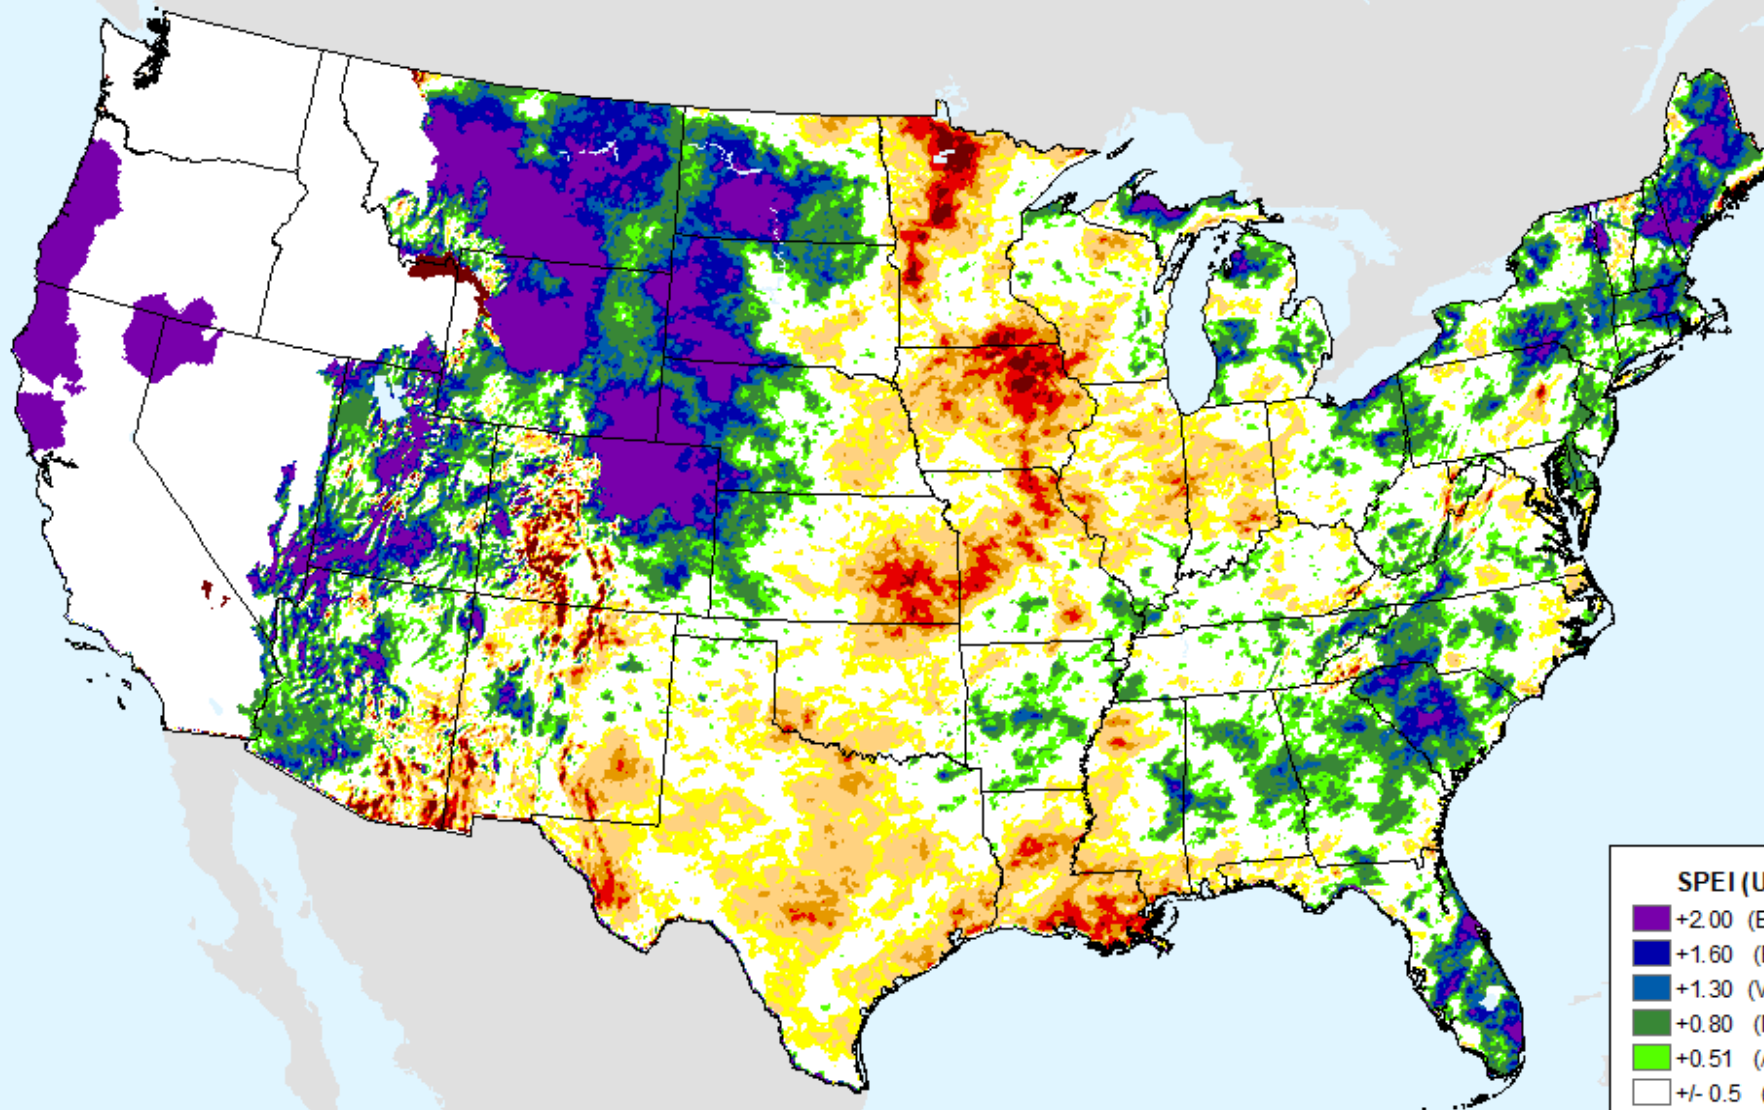 SPEI (U
+2.00 (E
+1.60 (
+1.30 (V
+0.80 (
+0.51 (
+/- 0.5 (